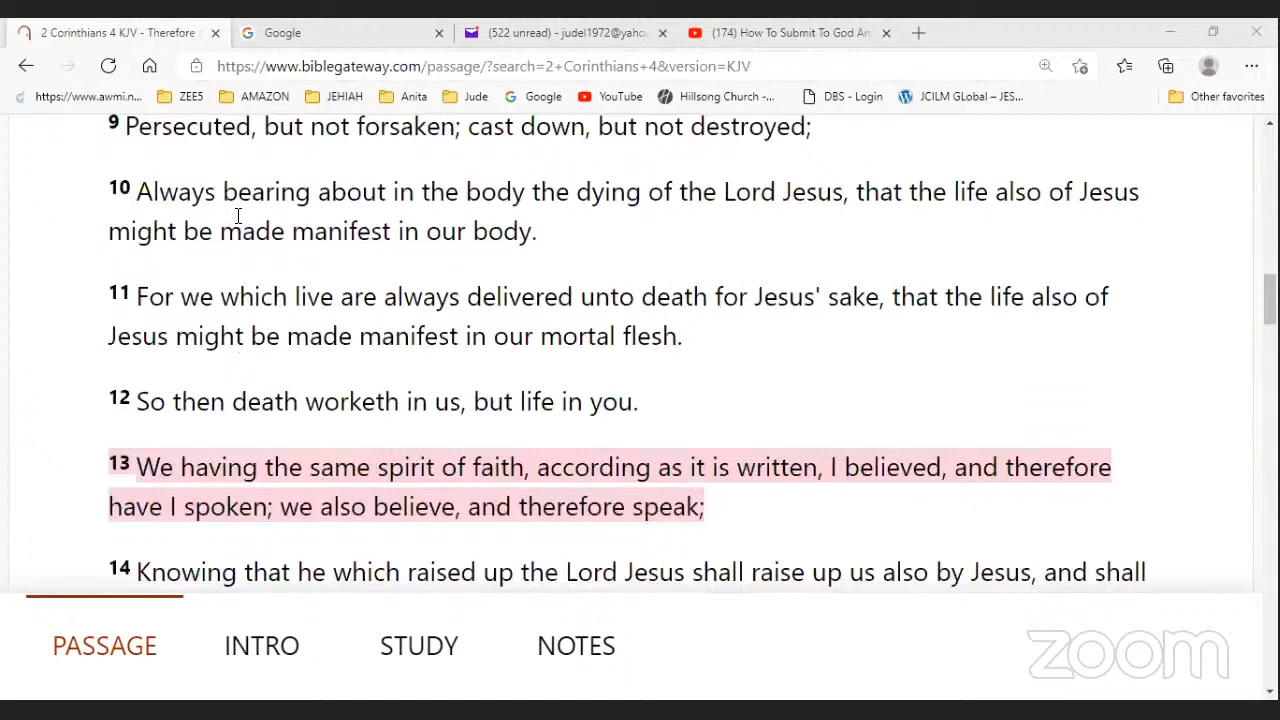 2 Corinthians 4 KJV - Therefore
Google
(522 unread) - judel1972@yaho
(174) How To Submit To God An
https://www.biblegateway.com/passage/?search=2+Corinthians+4&version=KJV
https://www.awmi.n... ZEE5 AMAZON JEHIAH Anita Jude Google YouTube Hillsong Church -... DBS - Login JCILM GLobal – JES... Other favorites
9 Persecuted, but not forsaken; cast down, but not destroyed;
10 Always bearing about in the body the dying of the Lord Jesus, that the life also of Jesus
might be made manifest in our body.
11 For we which live are always delivered unto death for Jesus' sake, that the life also of
Jesus might be made manifest in our mortal flesh.
12 So then death worketh in us, but life in you.
13 We having the same spirit of faith, according as it is written, I believed, and therefore
have I spoken; we also believe, and therefore speak;
14 Knowing that he which raised up the Lord Jesus shall raise up us also by Jesus, and shall
PASSAGE INTRO STUDY NOTES
zoom